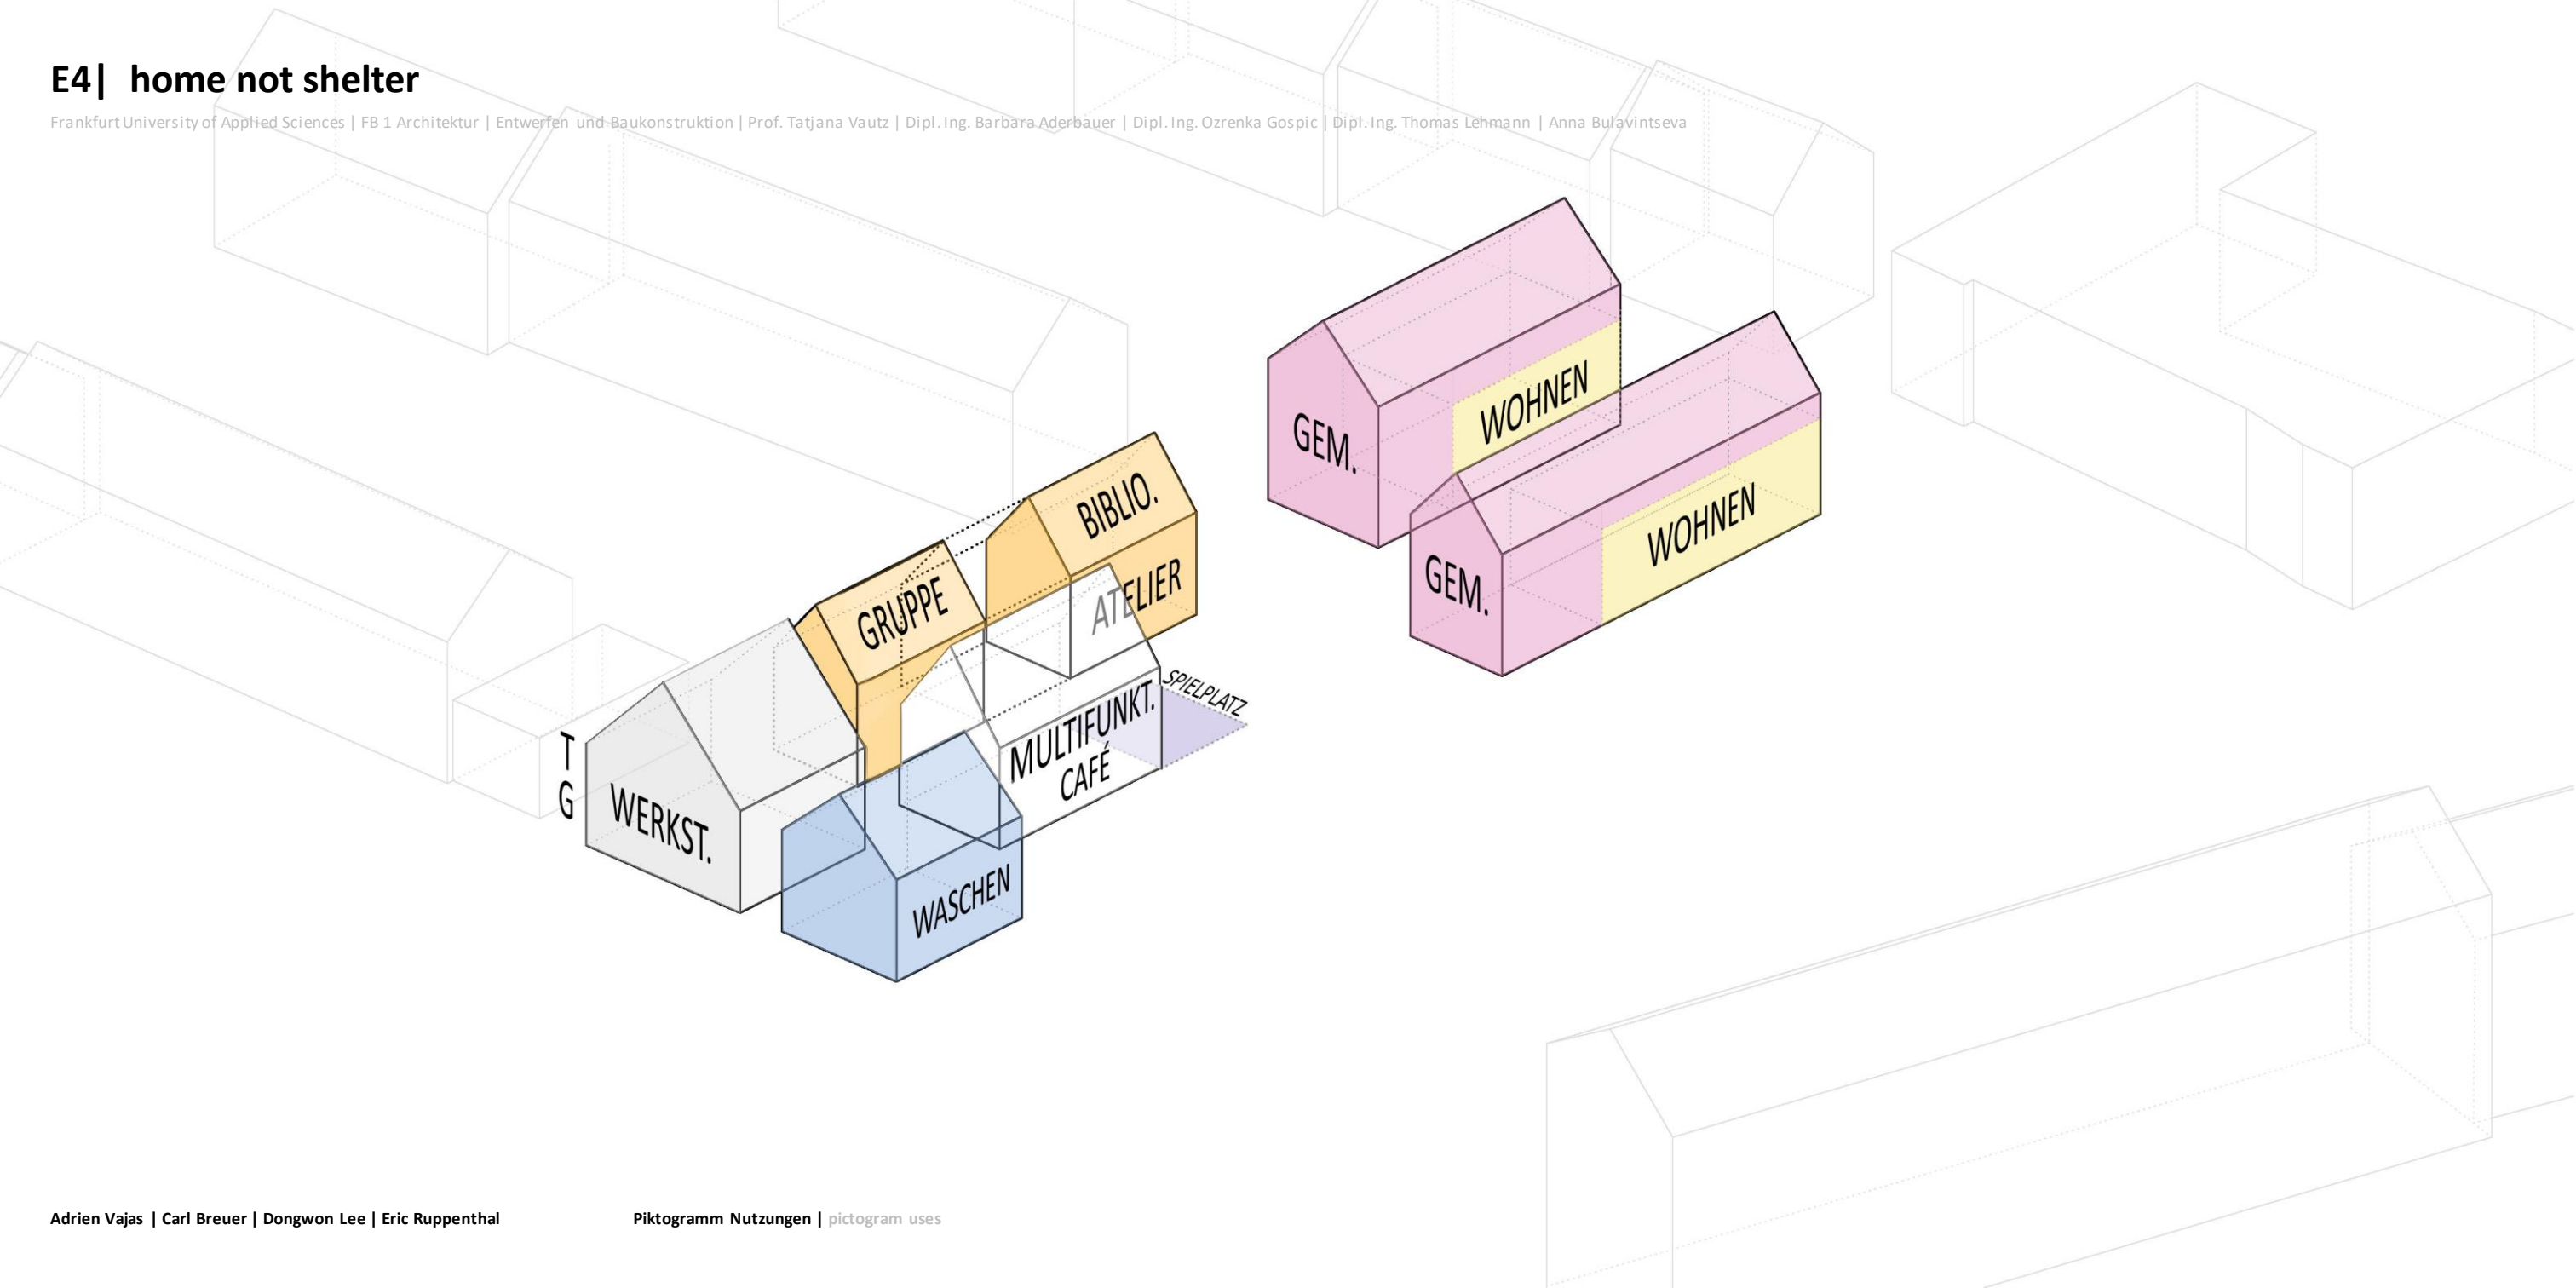 E4| home not shelter
Frankfurt University of Applied Sciences | FB 1 Architektur | Entwerfen und Baukonstruktion | Prof. Tatjana Vautz | Dipl. Ing. Barbara Aderbauer | Dipl. Ing. Ozrenka Gospic | Dipl. Ing. Thomas Lehmann | Anna Bulavintseva
GEM.
WOHNEN
GEM.
WOHNEN
BIBLIO.
ATELIER
GRUPPE
SPIELPLATZ
MULTIFUNKT.
CAFÉ
T
G
WERKST.
WASCHEN
Adrien Vajas | Carl Breuer | Dongwon Lee | Eric Ruppenthal
Piktogramm Nutzungen | pictogram uses